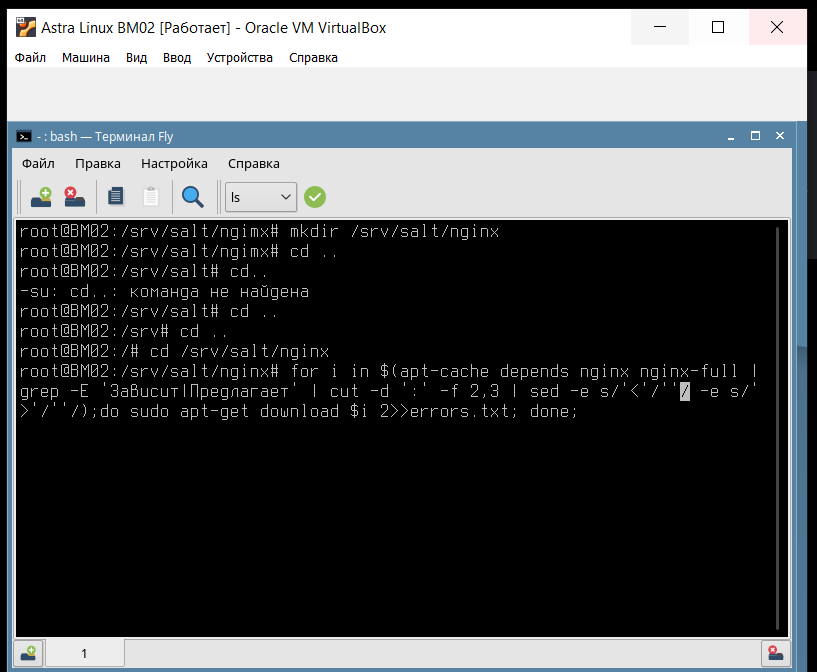 Astra Linux BM02 [Работает] - Oracle VM VirtualBox
Файл Машина Вид Ввод Устройства Справка
- : bash — Терминал Fly
Файл Правка Настройка Справка
ls
root@BM02:/srv/salt/ngimx# mkdir /srv/salt/nginx
root@BM02:/srv/salt/ngimx# cd ..
root@BM02:/srv/salt# cd..
-su: cd..: команда не найдена
root@BM02:/srv/salt# cd ..
root@BM02:/srv# cd ..
root@BM02:/# cd /srv/salt/nginx
root@BM02:/srv/salt/nginx# for i in $(apt-cache depends nginx nginx-full |
grep -E 'Зависит|Предлагает' | cut -d ':' -f 2,3 | sed -e s/'<'/''/ -e s/'
>'/''/);do sudo apt-get download $i 2>>errors.txt; done;
1